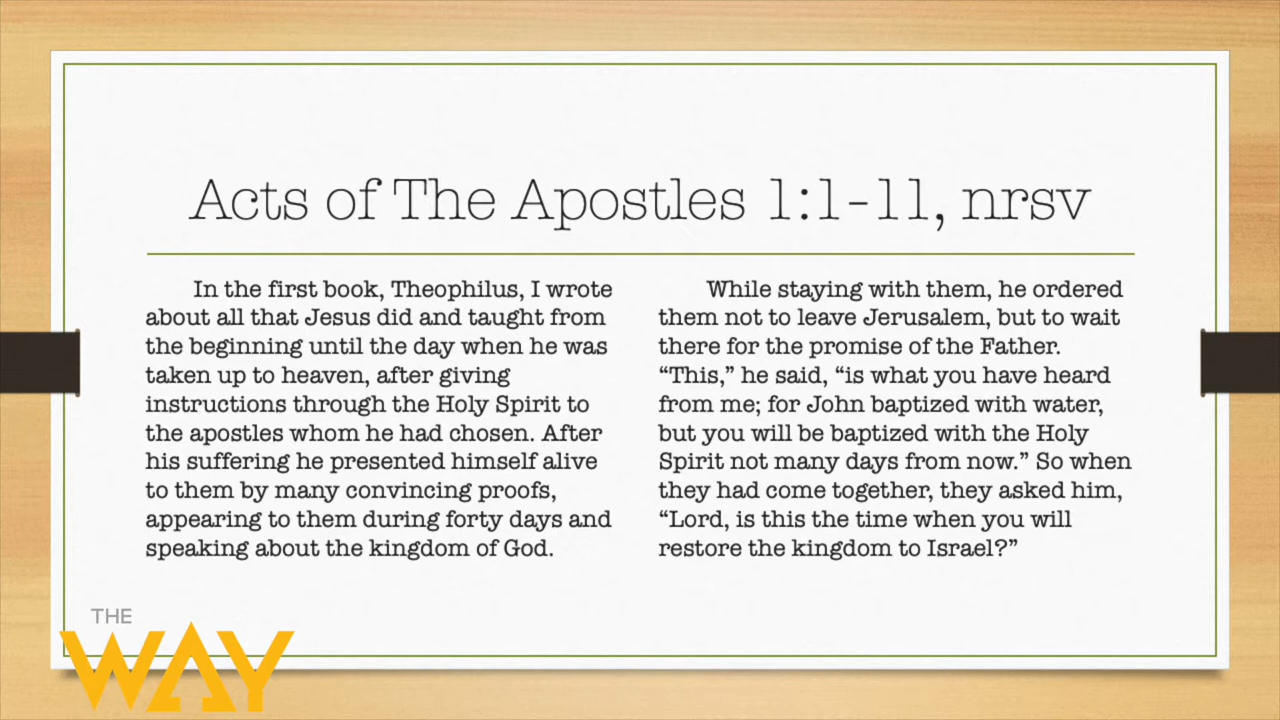 Acts of The Apostles 1:1-11, nrsv
In the first book, Theophilus, I wrote
about all that Jesus did and taught from
the beginning until the day when he was
taken up to heaven, after giving
instructions through the Holy Spirit to
the apostles whom he had chosen. After
his suffering he presented himself alive
to them by many convincing proofs,
appearing to them during forty days and
speaking about the kingdom of God.
While staying with them, he ordered
them not to leave Jerusalem, but to wait
there for the promise of the Father.
“This,” he said, “is what you have heard
from me; for John baptized with water,
but you will be baptized with the Holy
Spirit not many days from now.” So when
they had come together, they asked him,
“Lord, is this the time when you will
restore the kingdom to Israel?”
THE
WAY